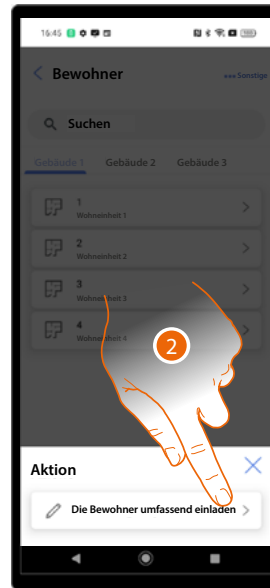 16:45
Bewohner
Sonstige
Suchen
Gebäude 1 Gebäude 2 Gebäude 3
1
Wohneinheit 1
2
Wohneinheit 2
3
Wohneinheit 3
4
Wohneinheit 4
2
Aktion
Die Bewohner umfassend einladen